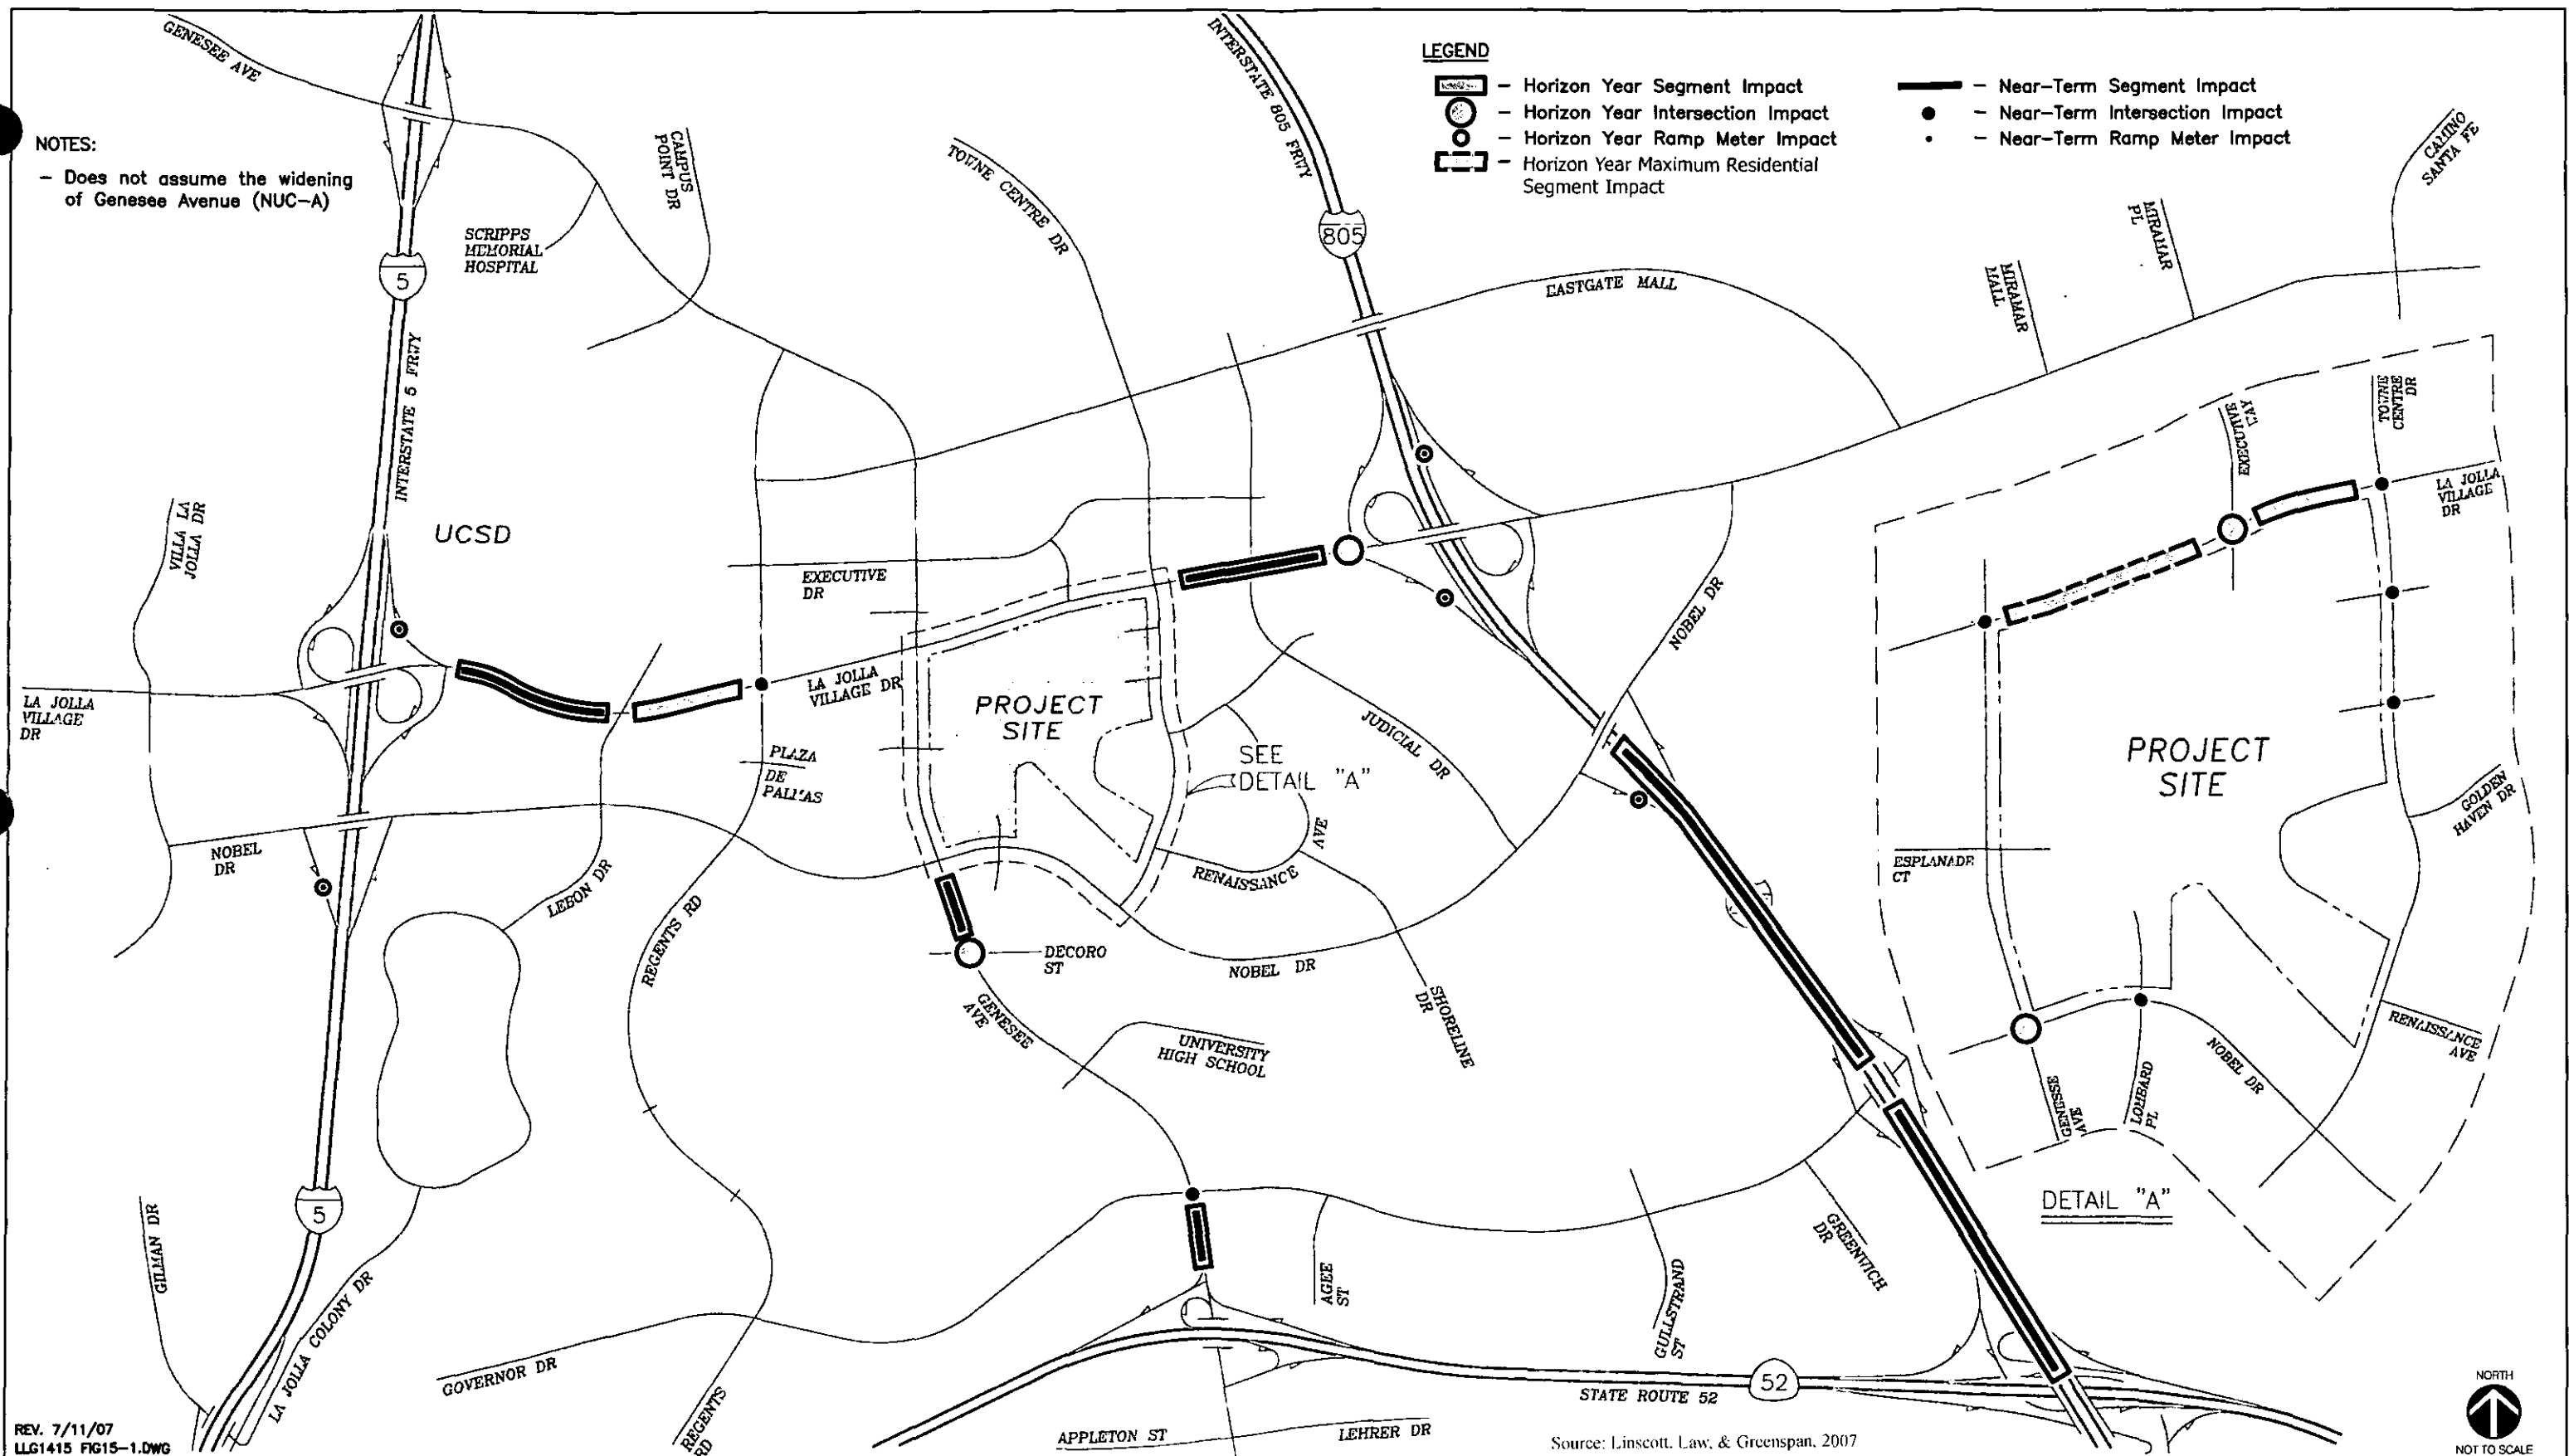 GENESEE AVE
NOTES:
– Does not assume the widening
of Genesee Avenue (NUC–A)
5
SCRIPPS
MEMORIAL
HOSPITAL
CAMPUS
POINT DR
TOWNE CENTRE DR
INTERSTATE 805 FRWY
805
LEGEND
– Horizon Year Segment Impact
– Horizon Year Intersection Impact
– Horizon Year Ramp Meter Impact
– Horizon Year Maximum Residential
Segment Impact
– Near–Term Segment Impact
– Near–Term Intersection Impact
– Near–Term Ramp Meter Impact
CAMINO
SANTA FE
MIRAMAR
PL
MIRAMAR
MALL
EASTGATE MALL
INTERSTATE 5 FRWY
UCSD
VILLA LA
JOLLA DR
EXECUTIVE
DR
LA JOLLA
VILLAGE
DR
LA JOLLA
VILLAGE DR
PROJECT
SITE
PLAZA
DE
PALMAS
SEE
DETAIL "A"
JUDICIAL DR
NOBEL DR
NOBEL
DR
LEBON DR
REGENTS RD
RENAISSANCE
AVE
DECORO
ST
NOBEL DR
GENESEE
AVE
SHORELINE
DR
UNIVERSITY
HIGH SCHOOL
EXECUTIVE
WAY
TOWNE
CENTRE
DR
LA JOLLA
VILLAGE
DR
PROJECT
SITE
GOLDEN
HAVEN DR
ESPLANADE
CT
RENAISSANCE
AVE
NOBEL DR
LOMBARD
PL
GENESSE
AVE
DETAIL "A"
5
GILMAN DR
LA JOLLA COLONY DR
GOVERNOR DR
REGENTS
RD
AGEE
ST
GULLSTRAND
ST
GREENWICH
DR
STATE ROUTE 52
52
APPLETON ST
LEHRER DR
Source: Linscott, Law, & Greenspan, 2007
REV. 7/11/07
LLG1415 FIG15–1.DWG
NORTH
NOT TO SCALE